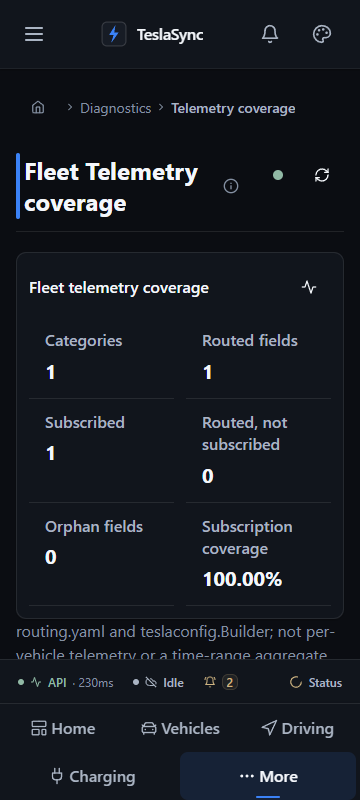 TeslaSync
Diagnostics Telemetry coverage
Fleet Telemetry
coverage
Fleet telemetry coverage
Categories
1
Routed fields
1
Subscribed
1
Routed, not
subscribed
0
Orphan fields
0
Subscription
coverage
100.00%
routing.yaml and teslaconfig.Builder; not per-
vehicle telemetry or a time-range aggregate
API · 230ms Idle 2 Status
Home Vehicles Driving
Charging More